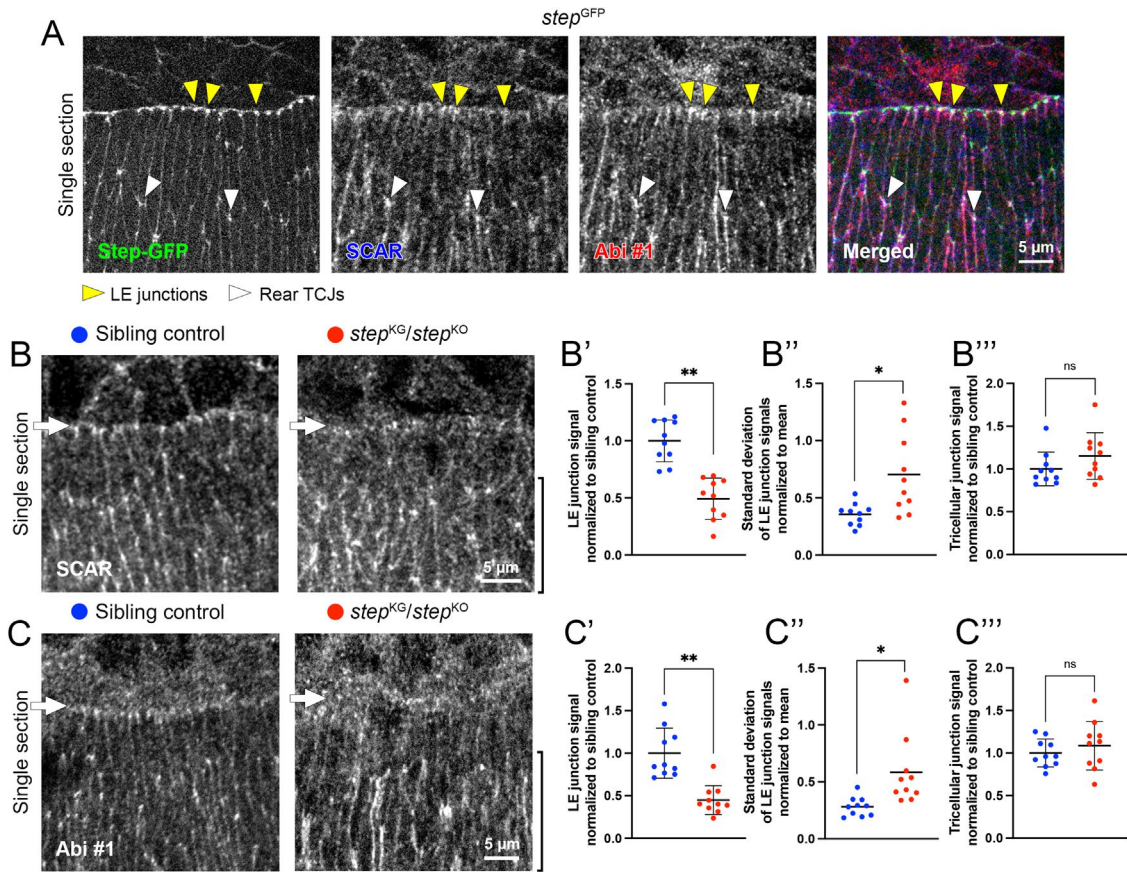 step^GFP
A
Single section
Step-GFP
SCAR
Abi #1
Merged
5 µm
LE junctions
Rear TCJs
Sibling control
step^KG/step^KO
B
Single section
SCAR
5 µm
B'
LE junction signal
normalized to sibling control
1.5
1.0
0.5
0.0
**
B''
Standard deviation
of LE junction signals
normalized to mean
1.5
1.0
0.5
0.0
*
B'''
Tricellular junction signal
normalized to sibling control
2.0
1.5
1.0
0.5
0.0
ns
Sibling control
step^KG/step^KO
C
Single section
Abi #1
5 µm
C'
LE junction signal
normalized to sibling control
2.0
1.5
1.0
0.5
0.0
**
C''
Standard deviation
of LE junction signals
normalized to mean
1.5
1.0
0.5
0.0
*
C'''
Tricellular junction signal
normalized to sibling control
2.0
1.5
1.0
0.5
0.0
ns